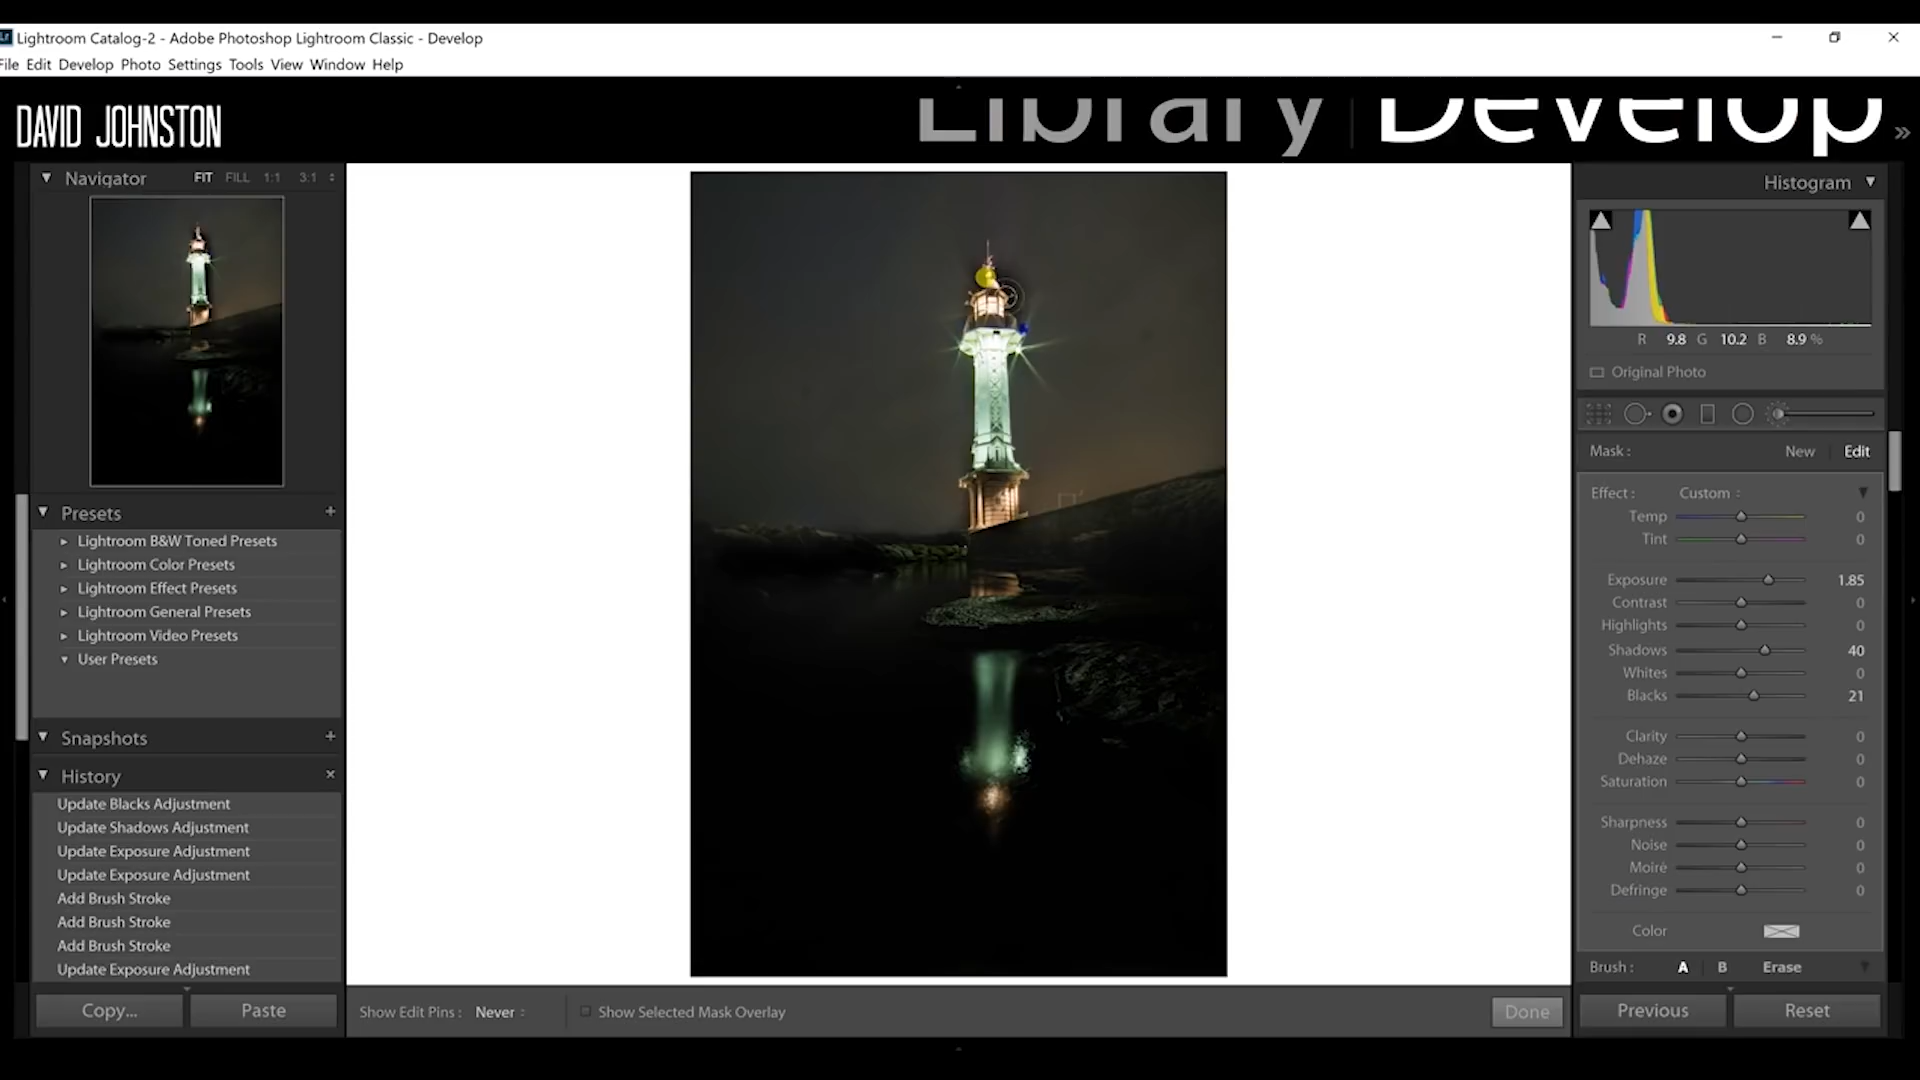 Lightroom Catalog-2 - Adobe Photoshop Lightroom Classic - Develop
File Edit Develop Photo Settings Tools View Window Help
DAVID JOHNSTON
Library | Develop
Navigator FIT FILL 1:1 3:1
Histogram
R 9.8 G 10.2 B 8.9 %
Original Photo
Mask : New Edit
Effect : Custom
Temp 0
Tint 0
Exposure 1.85
Contrast 0
Highlights 0
Shadows 40
Whites 0
Blacks 21
Clarity 0
Dehaze 0
Saturation 0
Sharpness 0
Noise 0
Moiré 0
Defringe 0
Color
Brush : A B Erase
Previous Reset
Presets +
Lightroom B&W Toned Presets
Lightroom Color Presets
Lightroom Effect Presets
Lightroom General Presets
Lightroom Video Presets
User Presets
Snapshots +
History ×
Update Blacks Adjustment
Update Shadows Adjustment
Update Exposure Adjustment
Update Exposure Adjustment
Add Brush Stroke
Add Brush Stroke
Add Brush Stroke
Update Exposure Adjustment
Copy... Paste
Show Edit Pins : Never Show Selected Mask Overlay Done